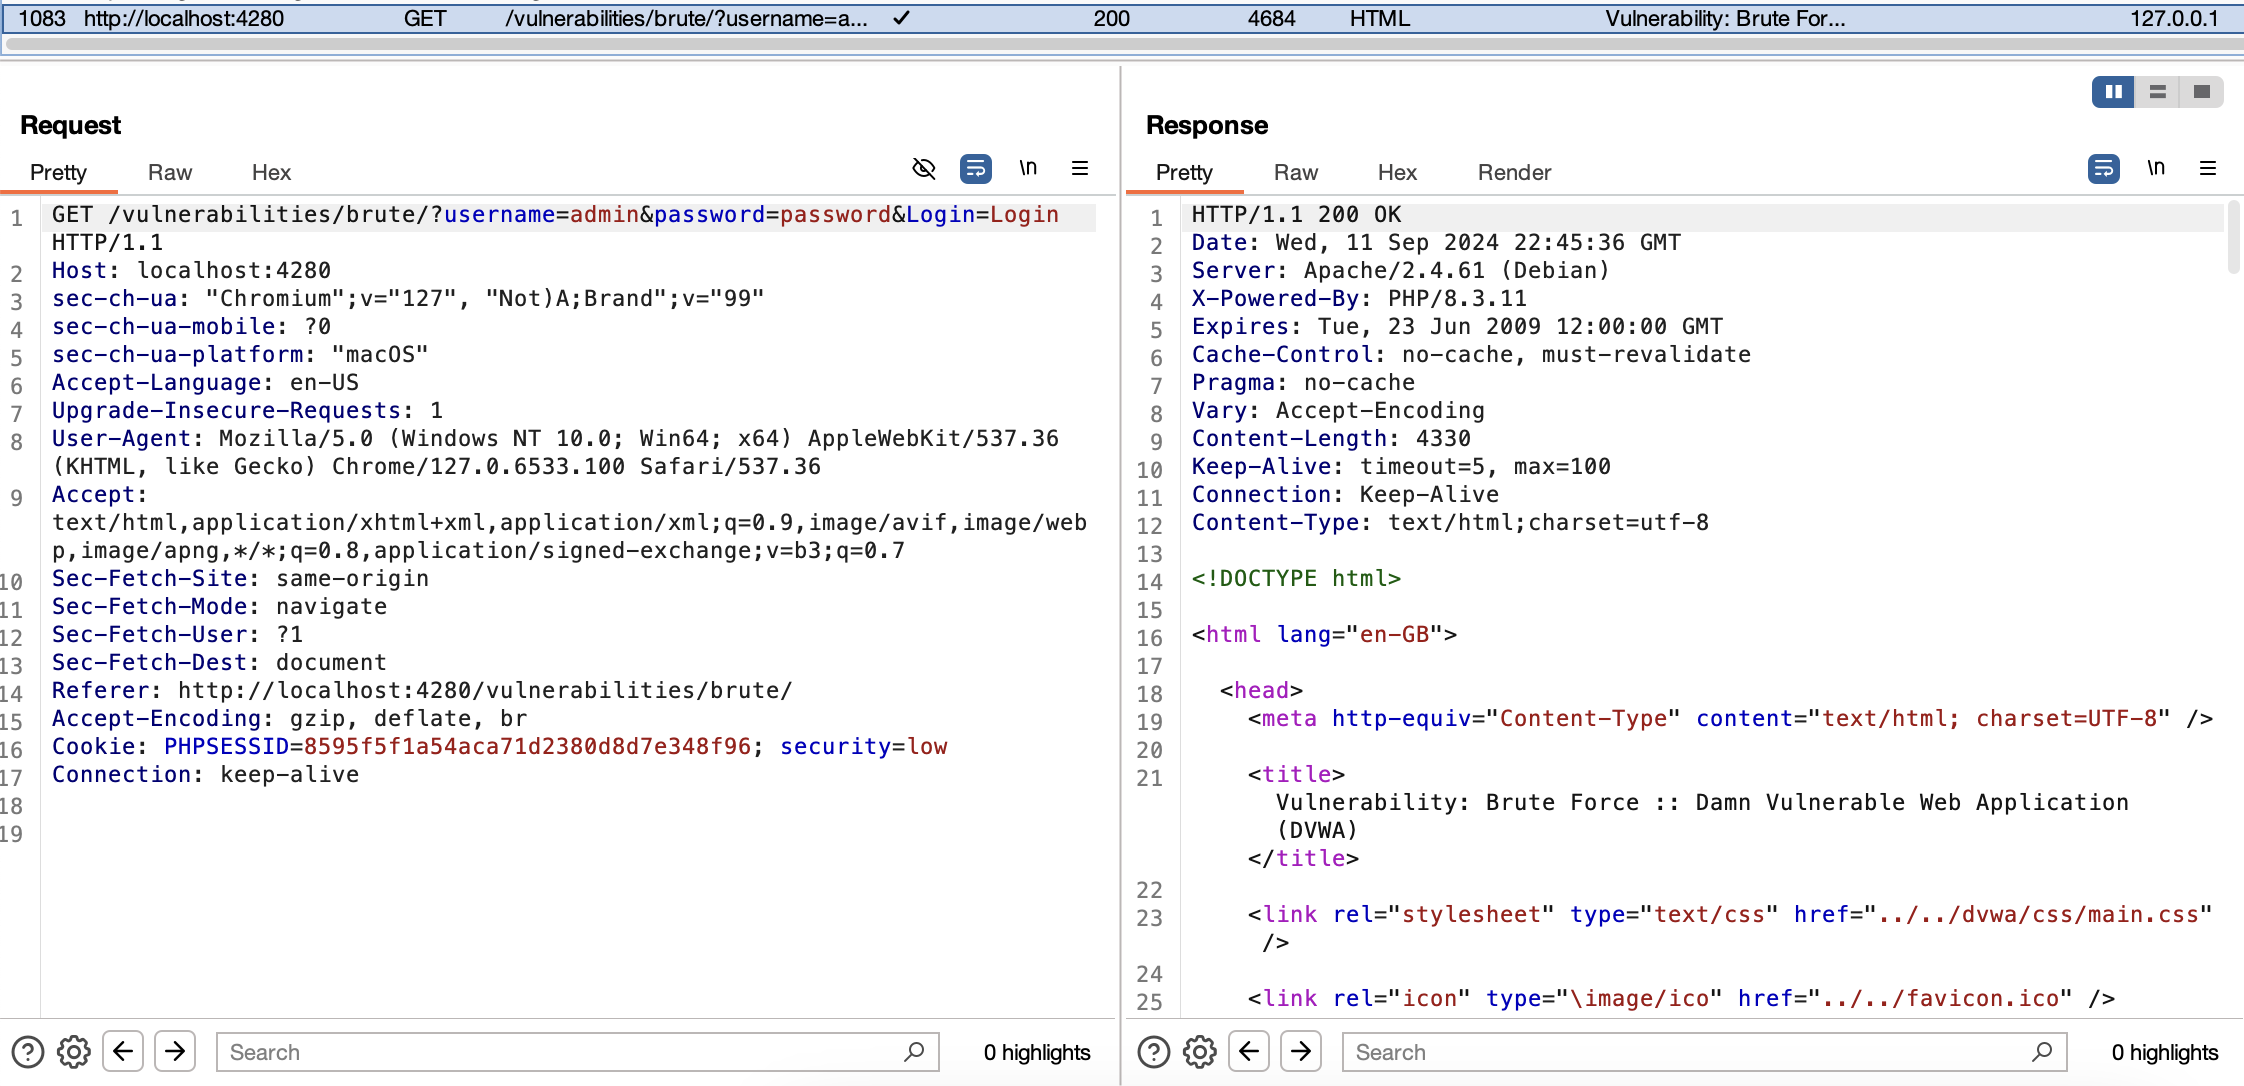 1083 http://localhost:4280 GET /vulnerabilities/brute/?username=a... ✓ 200 4684 HTML Vulnerability: Brute For... 127.0.0.1
Request
Pretty Raw Hex \n
1 GET /vulnerabilities/brute/?username=admin&password=password&Login=Login
HTTP/1.1
2 Host: localhost:4280
3 sec-ch-ua: "Chromium";v="127", "Not)A;Brand";v="99"
4 sec-ch-ua-mobile: ?0
5 sec-ch-ua-platform: "macOS"
6 Accept-Language: en-US
7 Upgrade-Insecure-Requests: 1
8 User-Agent: Mozilla/5.0 (Windows NT 10.0; Win64; x64) AppleWebKit/537.36
(KHTML, like Gecko) Chrome/127.0.6533.100 Safari/537.36
9 Accept:
text/html,application/xhtml+xml,application/xml;q=0.9,image/avif,image/web
p,image/apng,*/*;q=0.8,application/signed-exchange;v=b3;q=0.7
10 Sec-Fetch-Site: same-origin
11 Sec-Fetch-Mode: navigate
12 Sec-Fetch-User: ?1
13 Sec-Fetch-Dest: document
14 Referer: http://localhost:4280/vulnerabilities/brute/
15 Accept-Encoding: gzip, deflate, br
16 Cookie: PHPSESSID=8595f5f1a54aca71d2380d8d7e348f96; security=low
17 Connection: keep-alive
18
19
Search 0 highlights
Response
Pretty Raw Hex Render \n
1 HTTP/1.1 200 OK
2 Date: Wed, 11 Sep 2024 22:45:36 GMT
3 Server: Apache/2.4.61 (Debian)
4 X-Powered-By: PHP/8.3.11
5 Expires: Tue, 23 Jun 2009 12:00:00 GMT
6 Cache-Control: no-cache, must-revalidate
7 Pragma: no-cache
8 Vary: Accept-Encoding
9 Content-Length: 4330
10 Keep-Alive: timeout=5, max=100
11 Connection: Keep-Alive
12 Content-Type: text/html;charset=utf-8
13
14 <!DOCTYPE html>
15
16 <html lang="en-GB">
17
18 <head>
19 <meta http-equiv="Content-Type" content="text/html; charset=UTF-8" />
20
21 <title>
Vulnerability: Brute Force :: Damn Vulnerable Web Application
(DVWA)
</title>
22
23 <link rel="stylesheet" type="text/css" href="../../dvwa/css/main.css"
/>
24
25 <link rel="icon" type="\image/ico" href="../../favicon.ico" />
Search 0 highlights